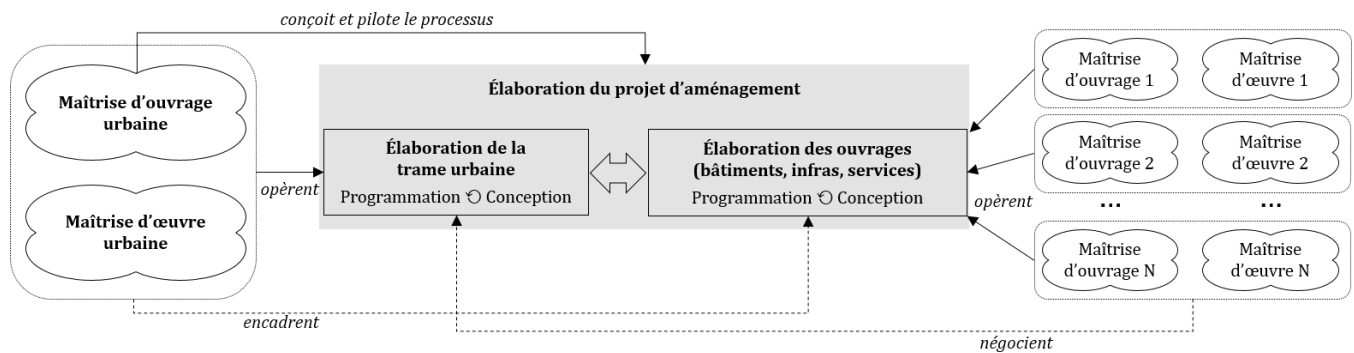 conçoit et pilote le processus
Maîtrise d'ouvrage
urbaine
Maîtrise d'œuvre
urbaine
opèrent
Élaboration du projet d'aménagement
Élaboration de la
trame urbaine
Programmation Conception
Élaboration des ouvrages
(bâtiments, infras, services)
Programmation Conception
opèrent
Maîtrise
d'ouvrage 1
Maîtrise
d'œuvre 1
Maîtrise
d'ouvrage 2
Maîtrise
d'œuvre 2
... ...
Maîtrise
d'ouvrage N
Maîtrise
d'œuvre N
encadrent
négocient